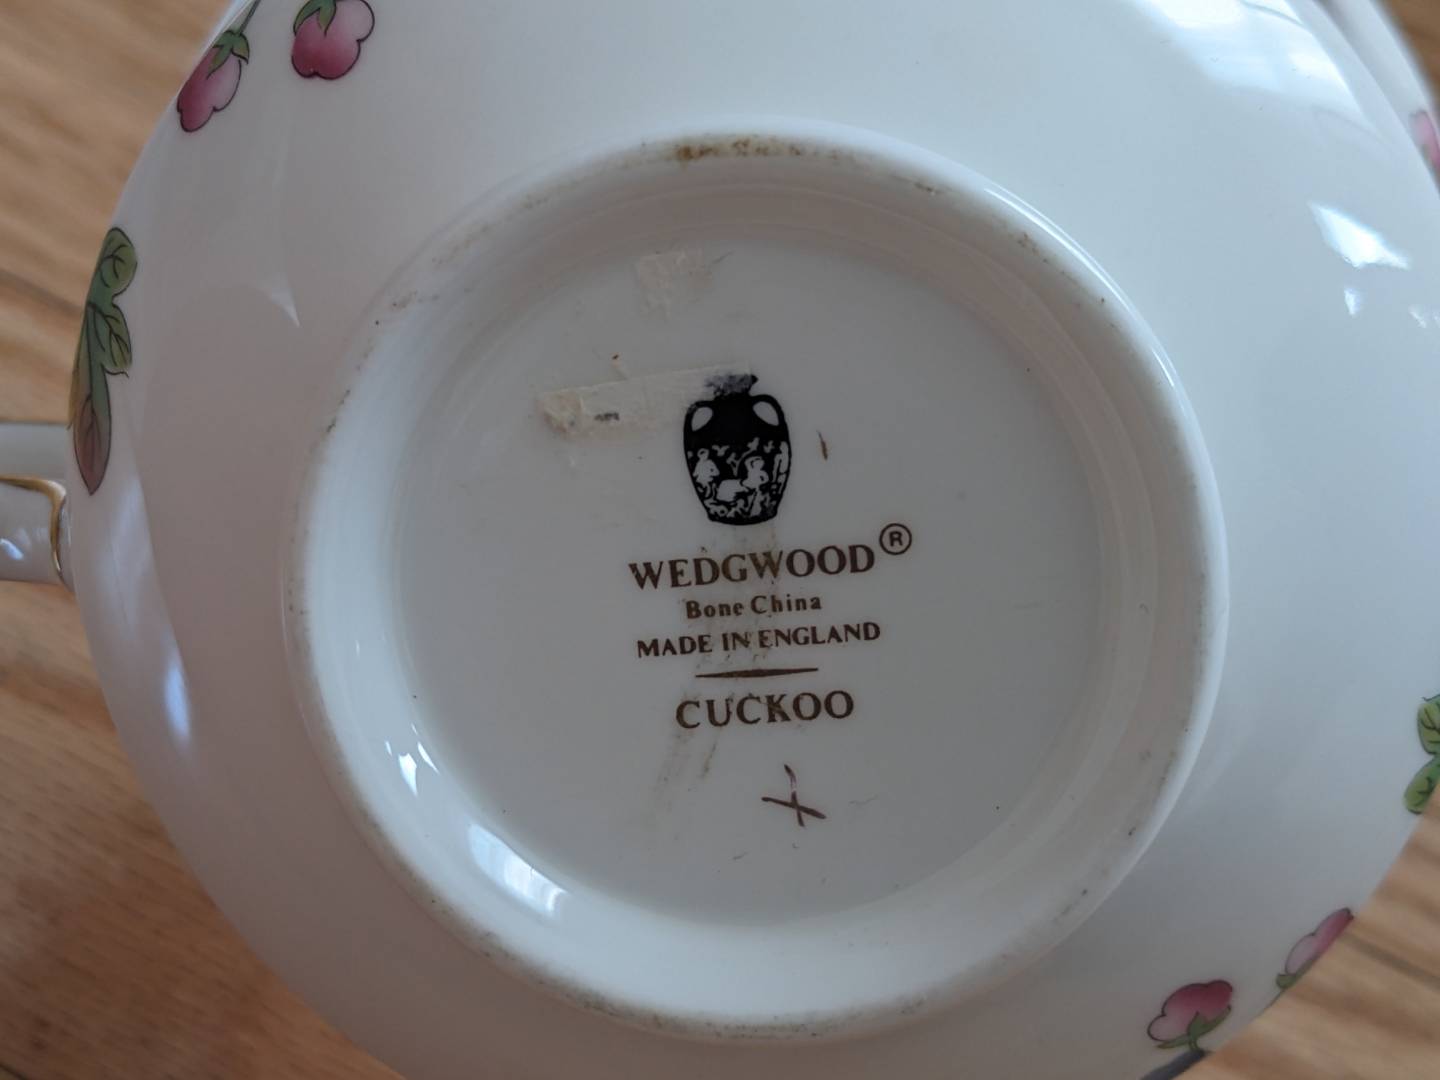 WEDGWOOD®
Bone China
MADE IN ENGLAND
CUCKOO
X